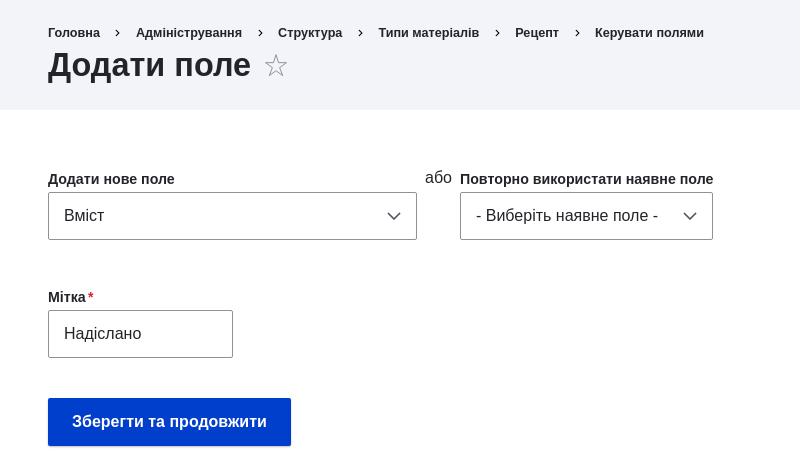 Головна Адміністрування Структура Типи матеріалів Рецепт Керувати полями
Додати поле
Додати нове поле або Повторно використати наявне поле
Вміст - Виберіть наявне поле -
Мітка*
Надіслано
Зберегти та продовжити